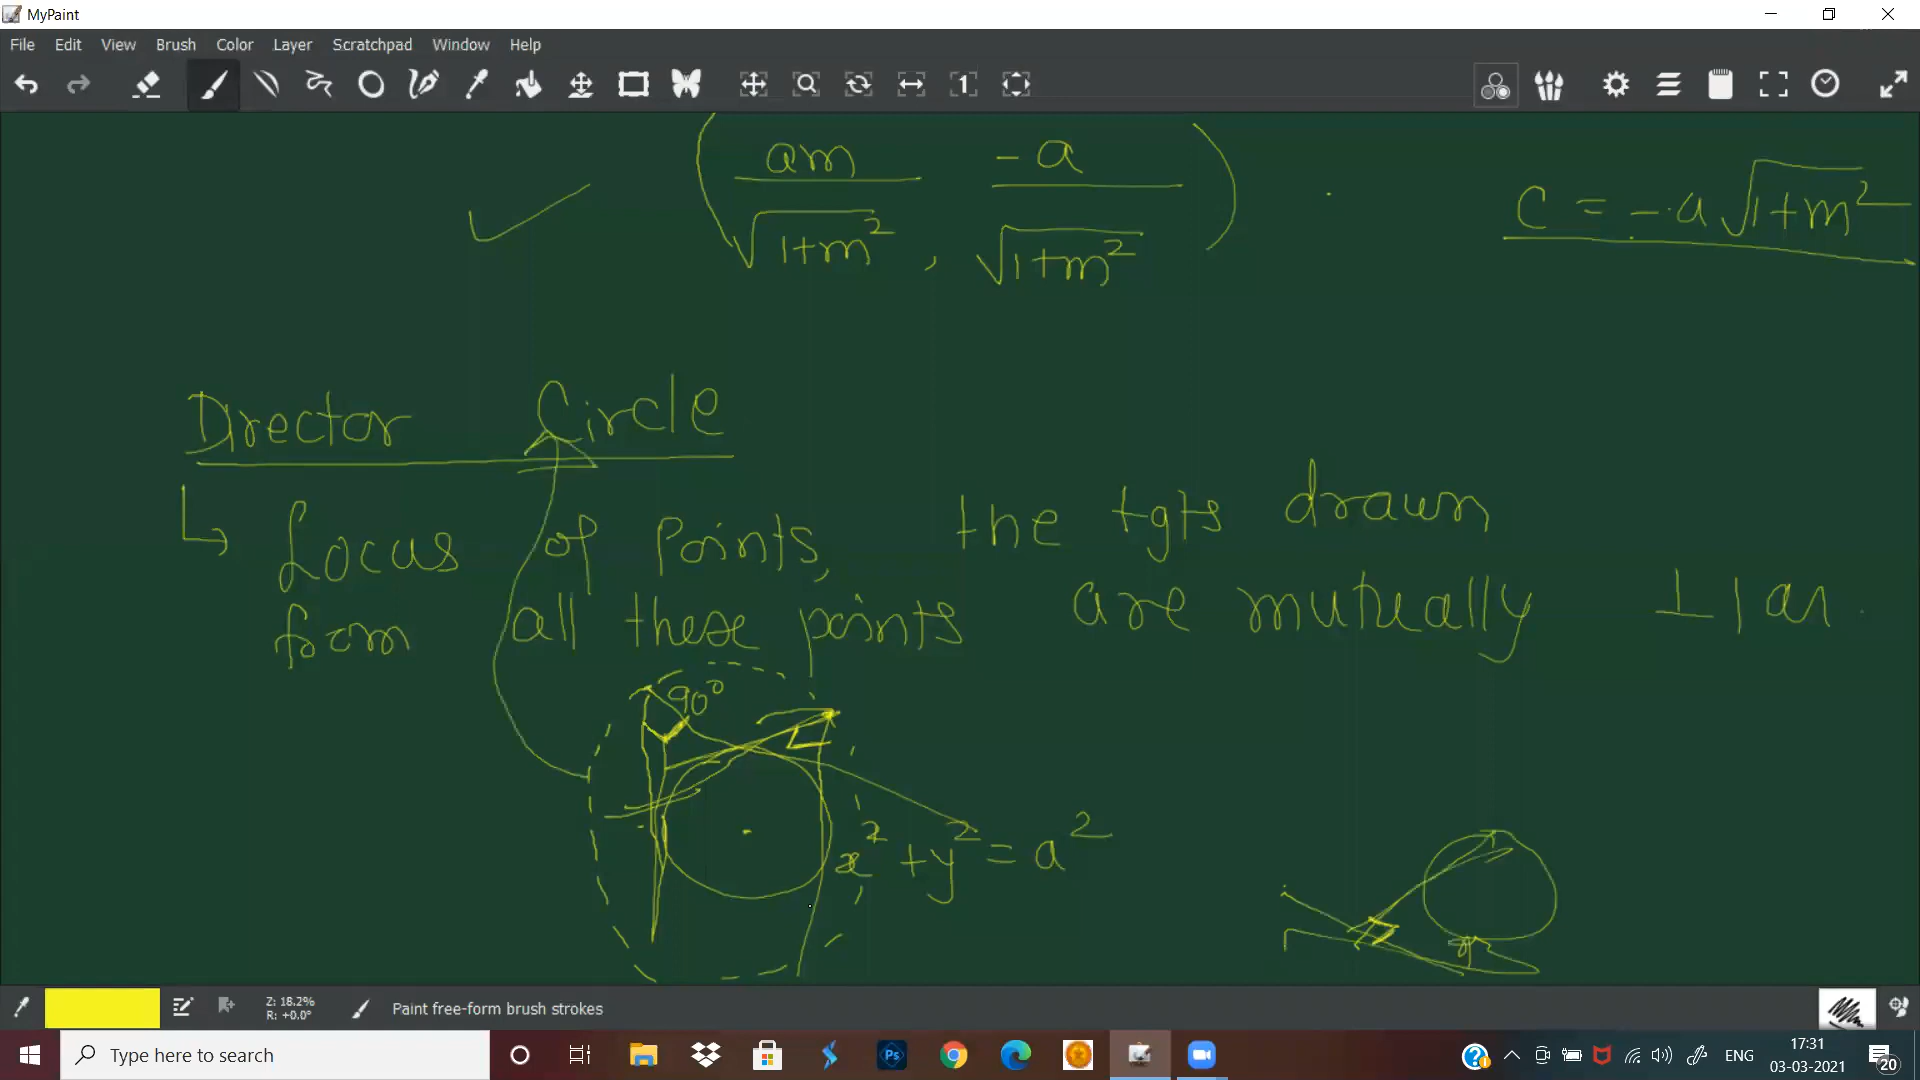 MyPaint
File Edit View Brush Color Layer Scratchpad Window Help
( am / √1+m² , -a / √1+m² ) .
C = -a√1+m²
Director Circle
↳ Locus of Points, the tgts drawn
from all these points are mutually ⊥lar.
90°
x² + y² = a²
Z: 18.2%
R: +0.0°
Paint free-form brush strokes
Type here to search
Ps
ENG
17:31
03-03-2021
20